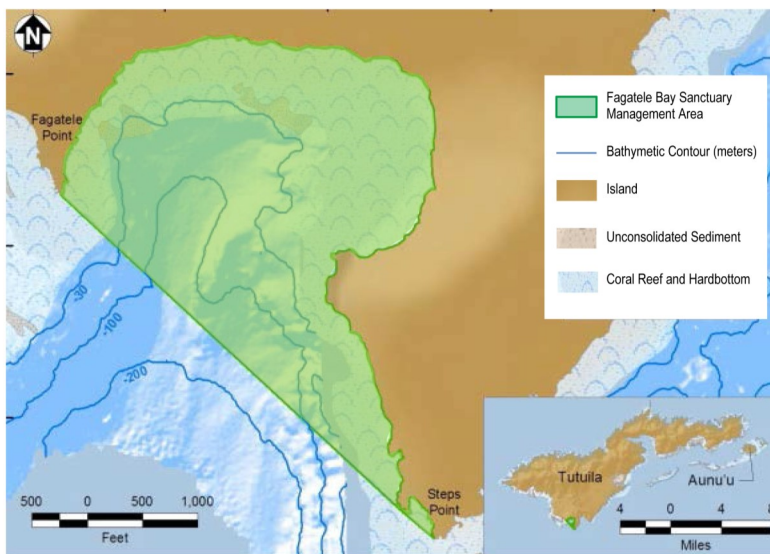 N
Fagatele
Point
Fagatele Bay Sanctuary
Management Area
Bathymetic Contour (meters)
Island
Unconsolidated Sediment
Coral Reef and Hardbottom
-30
-100
-200
500 0 500 1,000
Feet
Steps
Point
Tutuila
Aunu'u
4 0 4 8
Miles